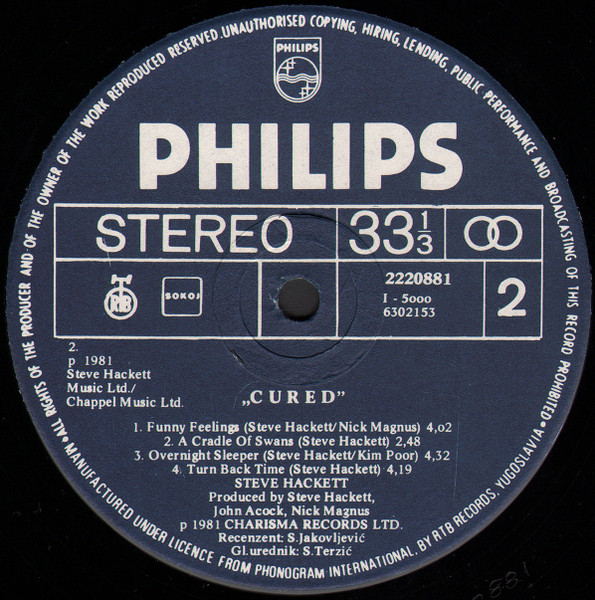 ALL RIGHTS OF THE PRODUCER AND·OF THE OWNER OF THE WORK REPRODUCED RESERVED.UNAUTHORISED COPYING, HIRING, LENDING, PUBLIC PERFORMANCE AND BROADCASTING OF THIS RECORD PROHIBITED •
PHILIPS
PHILIPS
STEREO
33 1/3
RTB
SOKOJ
2220881
I - 5000
6302153
2
2.
p 1981
Steve Hackett
Music Ltd./
Chappel Music Ltd.
„CURED”
1. Funny Feelings (Steve Hackett/Nick Magnus) 4,02
2. A Cradle Of Swans (Steve Hackett) 2,48
3. Overnight Sleeper (Steve Hackett/Kim Poor) 4,32
4. Turn Back Time (Steve Hackett) 4,19
STEVE HACKETT
Produced by Steve Hackett,
John Acock, Nick Magnus
p 1981 CHARISMA RECORDS LTD.
Recenzent: S.Jakovljević
Gl.urednik: S.Terzić
• MANUFACTURED UNDER LICENCE FROM PHONOGRAM·INTERNATIONAL. BY RTB RECORDS, YUGOSLAVIA •